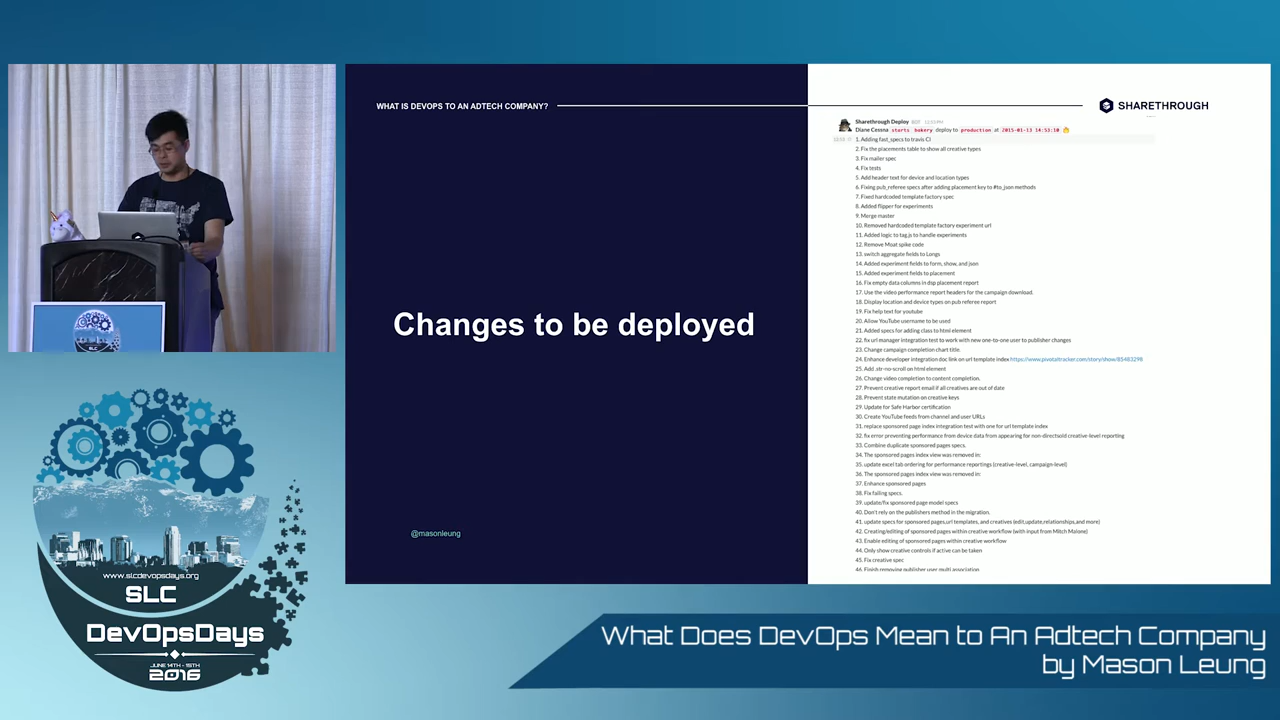 WHAT IS DEVOPS TO AN ADTECH COMPANY?
SHARETHROUGH
Changes to be deployed
@masonleung
Sharethrough Deploy BOT 12:53 PM
Diane Cessna starts bakery deploy to production at 2015-01-13 14:53:10
1. Adding fast_specs to travis CI
2. Fix the placements table to show all creative types
3. Fix mailer spec
4. Fix tests
5. Add header text for device and location types
6. Fixing pub_referee specs after adding placement key to #to_json methods
7. Fixed hardcoded template factory spec
8. Added flipper for experiments
9. Merge master
10. Removed hardcoded template factory experiment url
11. Added logic to tag.js to handle experiments
12. Remove Moat spike code
13. switch aggregate fields to Longs
14. Added experiment fields to form, show, and json
15. Added experiment fields to placement
16. Fix empty data columns in dsp placement report
17. Use the video performance report headers for the campaign download.
18. Display location and device types on pub referee report
19. Fix help text for youtube
20. Allow YouTube username to be used
21. Added specs for adding class to html element
22. fix url manager integration test to work with new one-to-one user to publisher changes
23. Change campaign completion chart title.
24. Enhance developer integration doc link on url template index https://www.pivotaltracker.com/story/show/85483298
25. Add .str-no-scroll on html element
26. Change video completion to content completion.
27. Prevent creative report email if all creatives are out of date
28. Prevent state mutation on creative keys
29. Update for Safe Harbor certification
30. Create YouTube feeds from channel and user URLs
31. replace sponsored page index integration test with one for url template index
32. fix error preventing performance from device data from appearing for non-directsold creative-level reporting
33. Combine duplicate sponsored pages specs.
34. The sponsored pages index view was removed in:
35. update excel tab ordering for performance reportings (creative-level, campaign-level)
36. The sponsored pages index view was removed in:
37. Enhance sponsored pages
38. Fix failing specs.
39. update/fix sponsored page model specs
40. Don't rely on the publishers method in the migration.
41. update specs for sponsored pages,url templates, and creatives (edit,update,relationships,and more)
42. Creating/editing of sponsored pages within creative workflow (with input from Mitch Malone)
43. Enable editing of sponsored pages within creative workflow
44. Only show creative controls if active can be taken
45. Fix creative spec
46. Finish removing publisher user multi association
www.slcdevopsdays.org
SLC
DevOpsDays
JUNE 14TH - 15TH
2016
What Does DevOps Mean to An Adtech Company
by Mason Leung